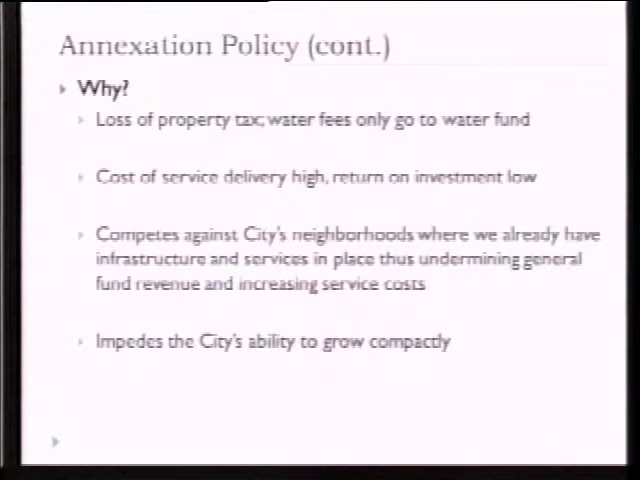 Annexation Policy (cont.)
Why?
Loss of property tax; water fees only go to water fund
Cost of service delivery high, return on investment low
Competes against City's neighborhoods where we already have
infrastructure and services in place thus undermining general
fund revenue and increasing service costs
Impedes the City's ability to grow compactly